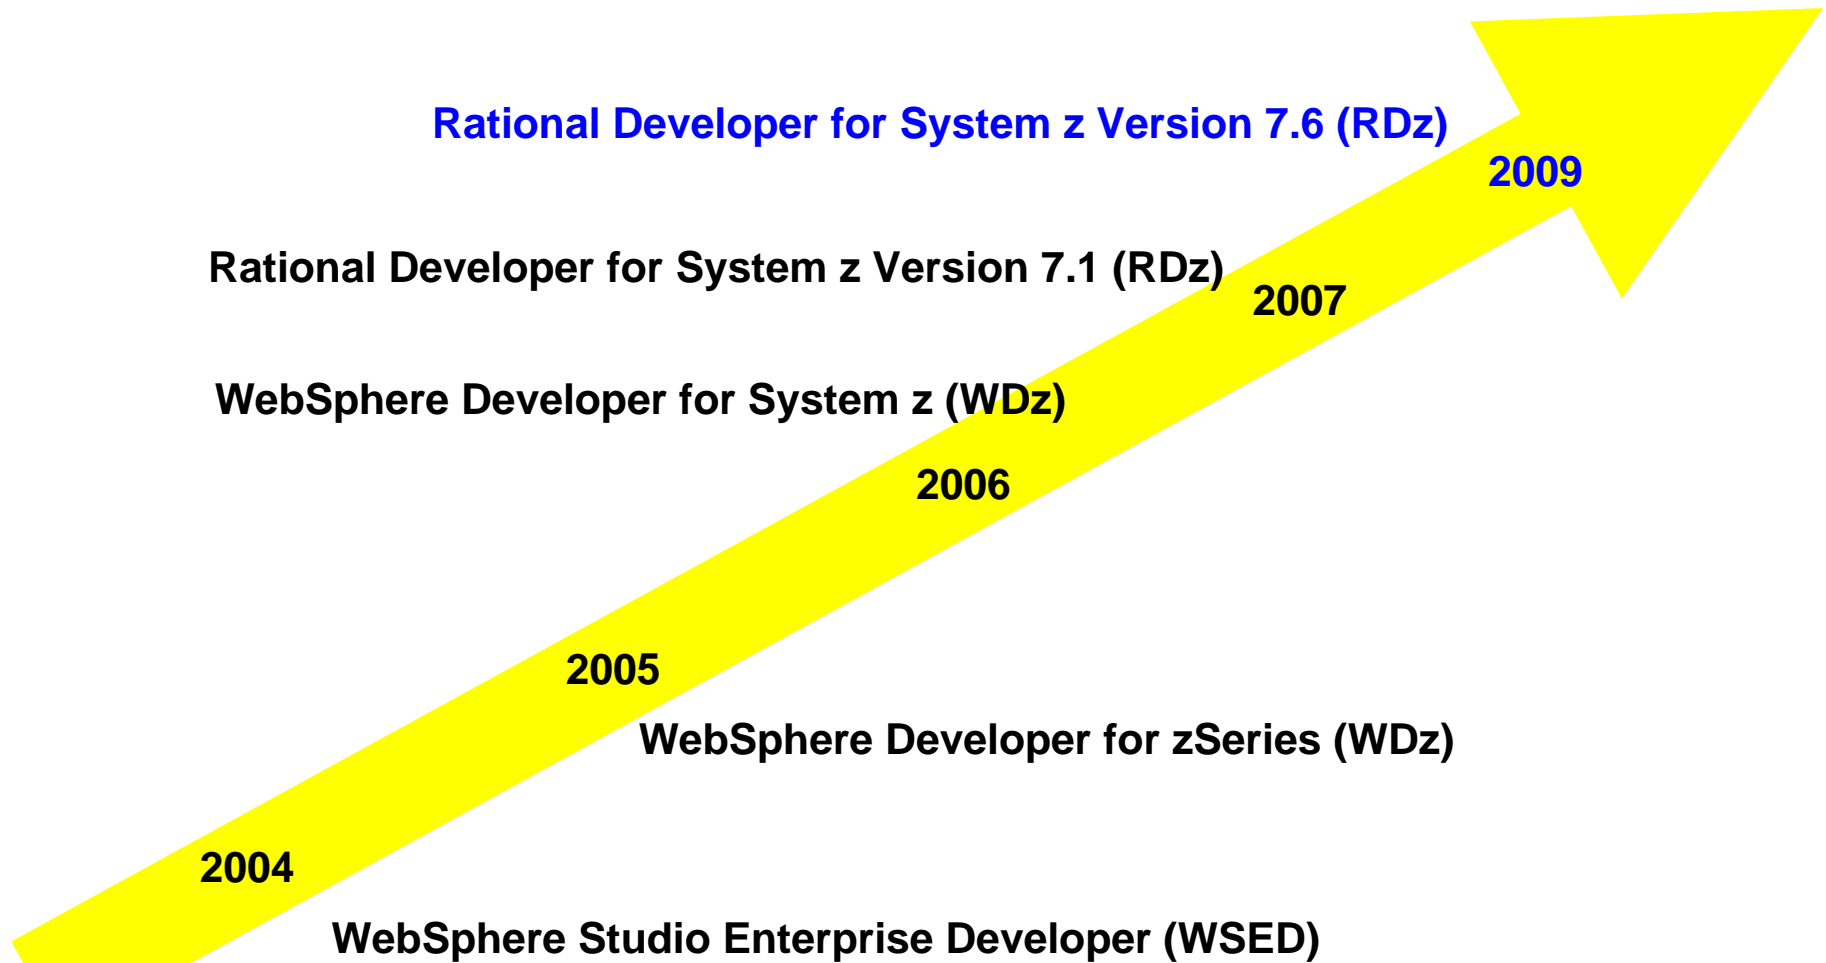 Rational Developer for System z Version 7.6 (RDz)
2009
Rational Developer for System z Version 7.1 (RDz)
2007
WebSphere Developer for System z (WDz)
2006
2005
WebSphere Developer for zSeries (WDz)
2004
WebSphere Studio Enterprise Developer (WSED)